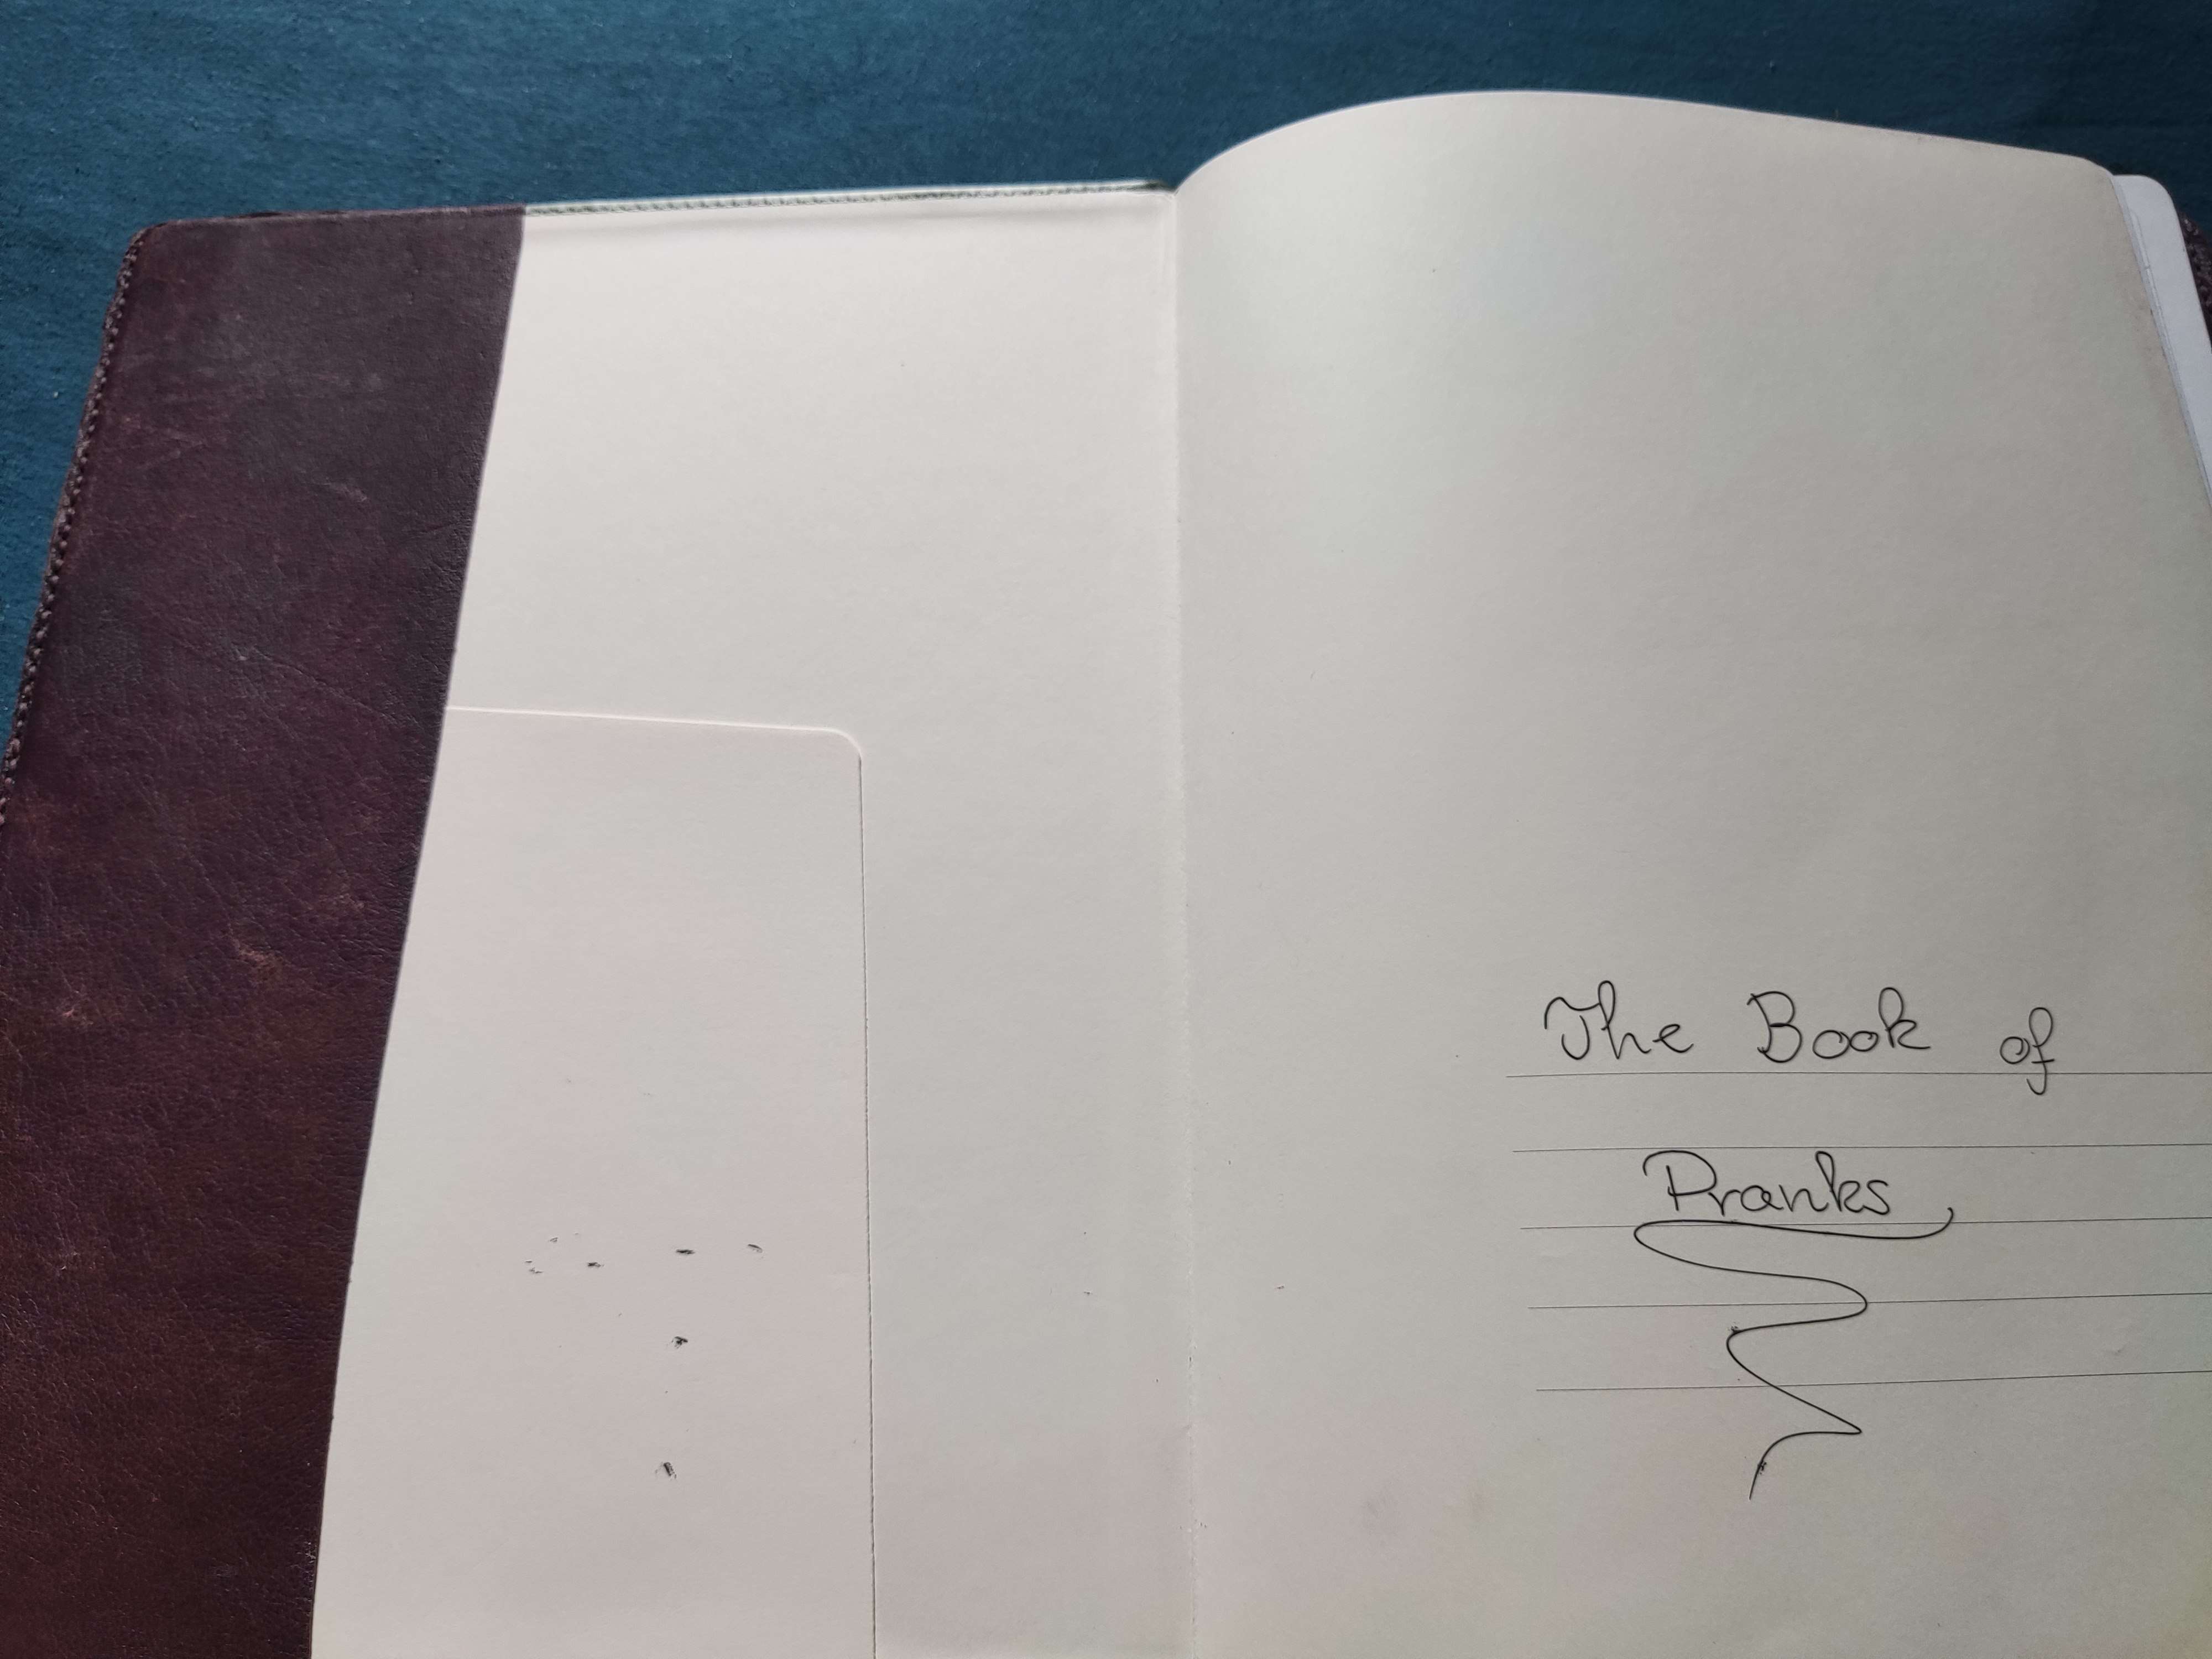 The Book of
Pranks